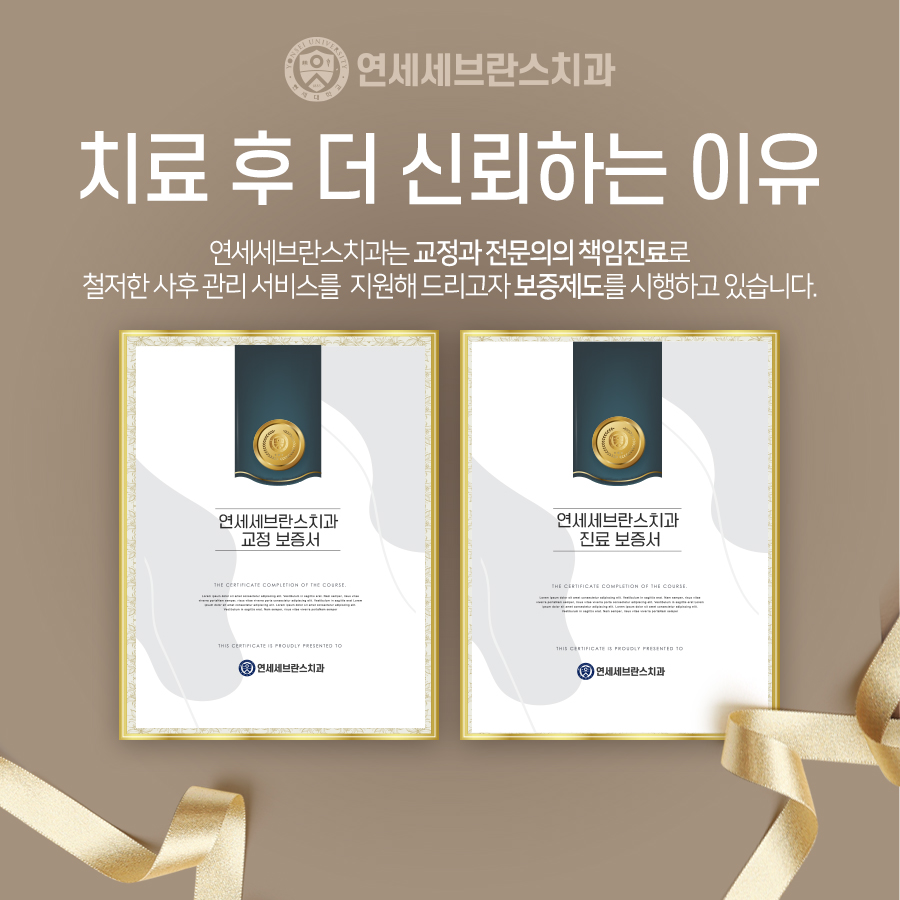 연세세브란스치과
치료 후 더 신뢰하는 이유
연세세브란스치과는 교정과 전문의의 책임진료로
철저한 사후 관리 서비스를 지원해 드리고자 보증제도를 시행하고 있습니다.
연세세브란스치과
교정 보증서
THE CERTIFICATE COMPLETION OF THE COURSE.
THIS CERTIFICATE IS PROUDLY PRESENTED TO
연세세브란스치과
연세세브란스치과
진료 보증서
THE CERTIFICATE COMPLETION OF THE COURSE.
THIS CERTIFICATE IS PROUDLY PRESENTED TO
연세세브란스치과